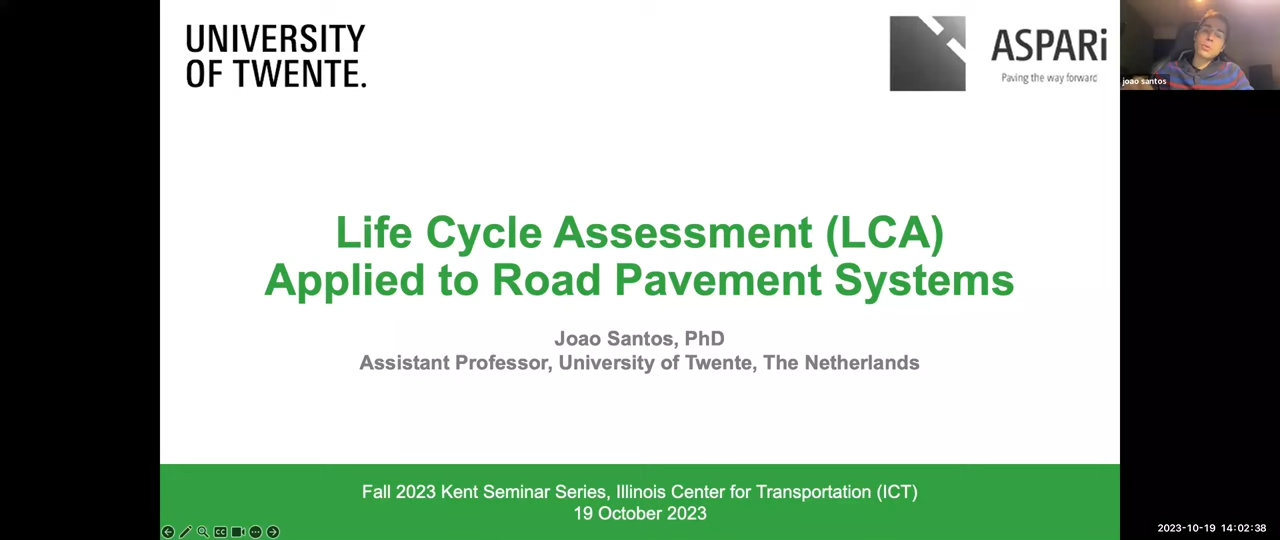 UNIVERSITY
OF TWENTE.
ASPARi
Paving the way forward
joao santos
Life Cycle Assessment (LCA)
Applied to Road Pavement Systems
Joao Santos, PhD
Assistant Professor, University of Twente, The Netherlands
Fall 2023 Kent Seminar Series, Illinois Center for Transportation (ICT)
19 October 2023
CC
2023-10-19 14:02:38